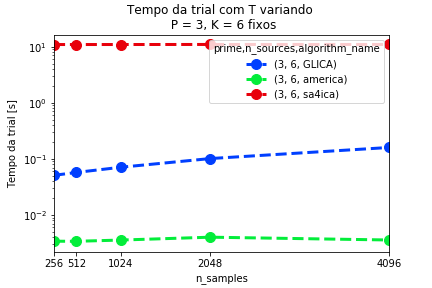 Tempo da trial com T variando
P = 3, K = 6 fixos
Tempo da trial [s]
10¹
10⁰
10⁻¹
10⁻²
prime,n_sources,algorithm_name
(3, 6, GLICA)
(3, 6, america)
(3, 6, sa4ica)
256 512 1024 2048 4096
n_samples